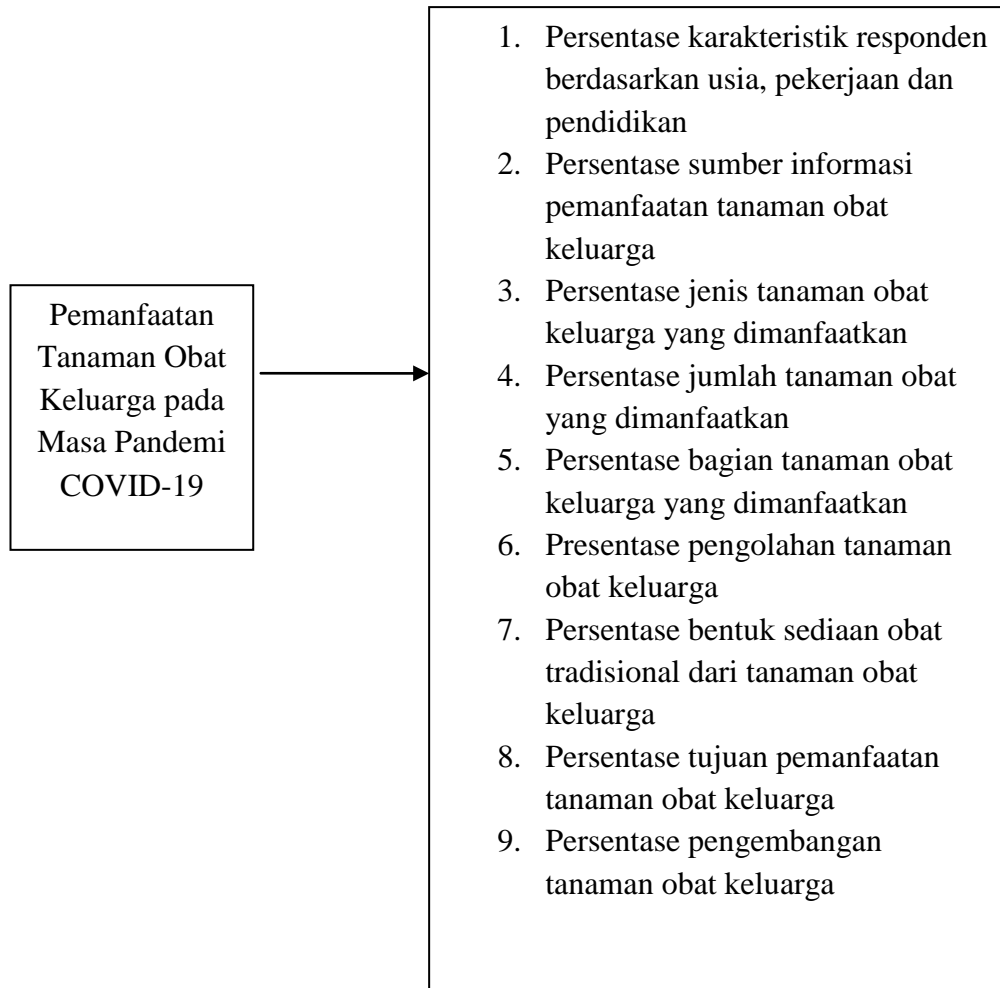 Pemanfaatan
Tanaman Obat
Keluarga pada
Masa Pandemi
COVID-19
1. Persentase karakteristik responden
berdasarkan usia, pekerjaan dan
pendidikan
2. Persentase sumber informasi
pemanfaatan tanaman obat
keluarga
3. Persentase jenis tanaman obat
keluarga yang dimanfaatkan
4. Persentase jumlah tanaman obat
yang dimanfaatkan
5. Persentase bagian tanaman obat
keluarga yang dimanfaatkan
6. Presentase pengolahan tanaman
obat keluarga
7. Persentase bentuk sediaan obat
tradisional dari tanaman obat
keluarga
8. Persentase tujuan pemanfaatan
tanaman obat keluarga
9. Persentase pengembangan
tanaman obat keluarga